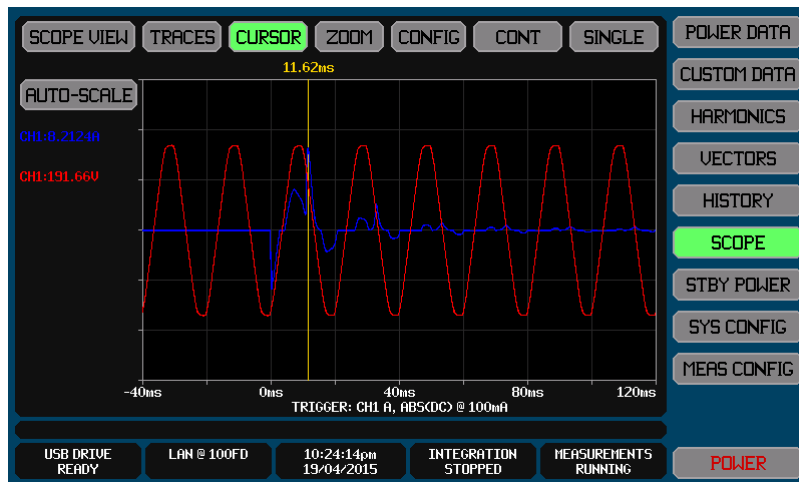 SCOPE VIEW TRACES CURSOR ZOOM CONFIG CONT SINGLE
11.62ms
AUTO-SCALE
CH1:8.2124A
CH1:191.66V
-40ms 0ms 40ms 80ms 120ms
TRIGGER: CH1 A, ABS(DC) @ 100mA
USB DRIVE
READY
LAN @ 100FD
10:24:14pm
19/04/2015
INTEGRATION
STOPPED
MEASUREMENTS
RUNNING
POWER DATA
CUSTOM DATA
HARMONICS
VECTORS
HISTORY
SCOPE
STBY POWER
SYS CONFIG
MEAS CONFIG
POWER